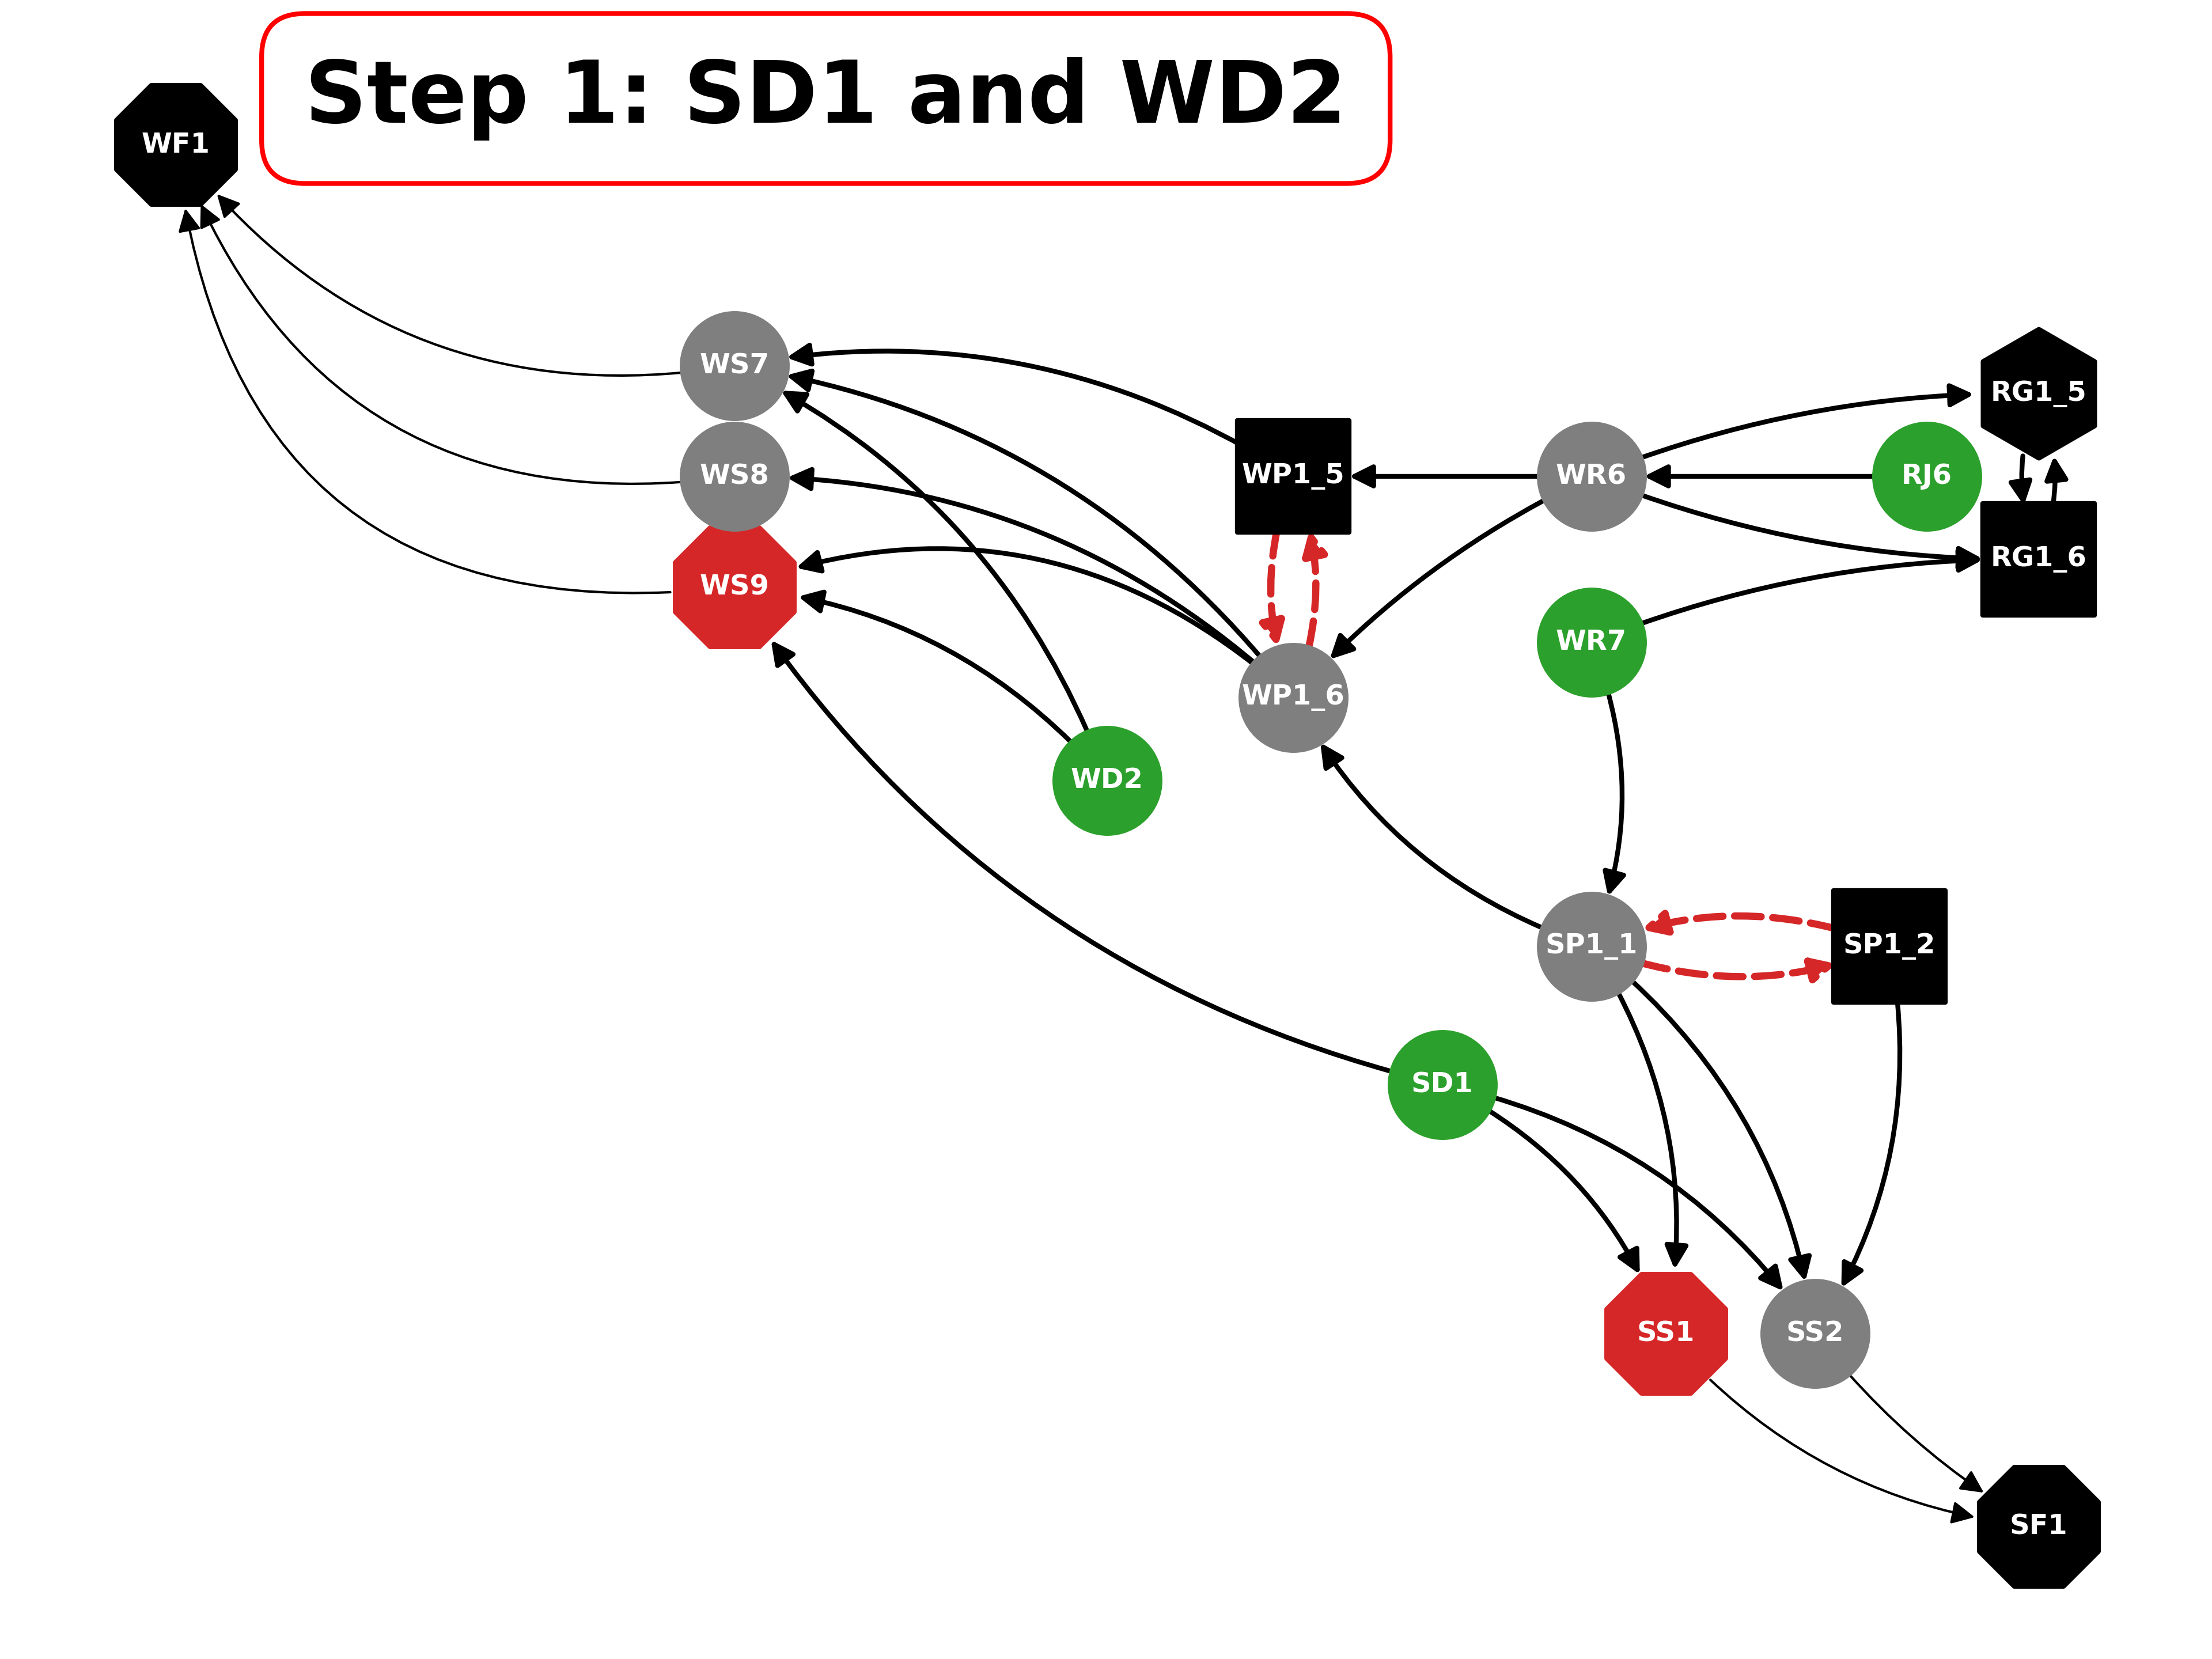 Step 1: SD1 and WD2
WF1
WS7
RG1_5
WS8
WP1_5
WR6
RJ6
RG1_6
WS9
WR7
WP1_6
WD2
SP1_1
SP1_2
SD1
SS1
SS2
SF1